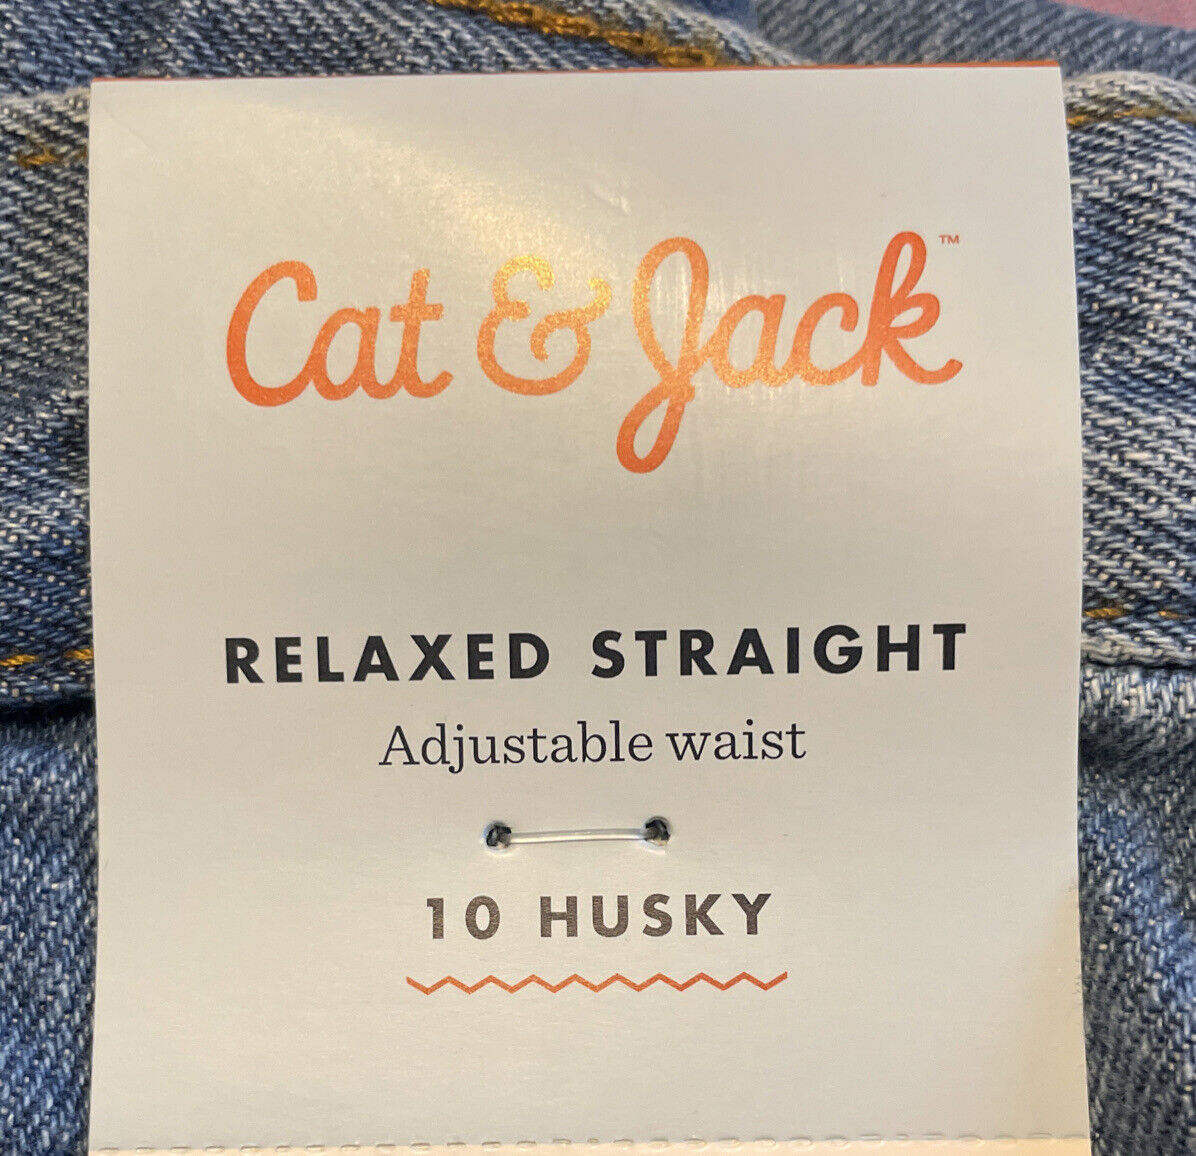 Cat & Jack™
RELAXED STRAIGHT
Adjustable waist
10 HUSKY